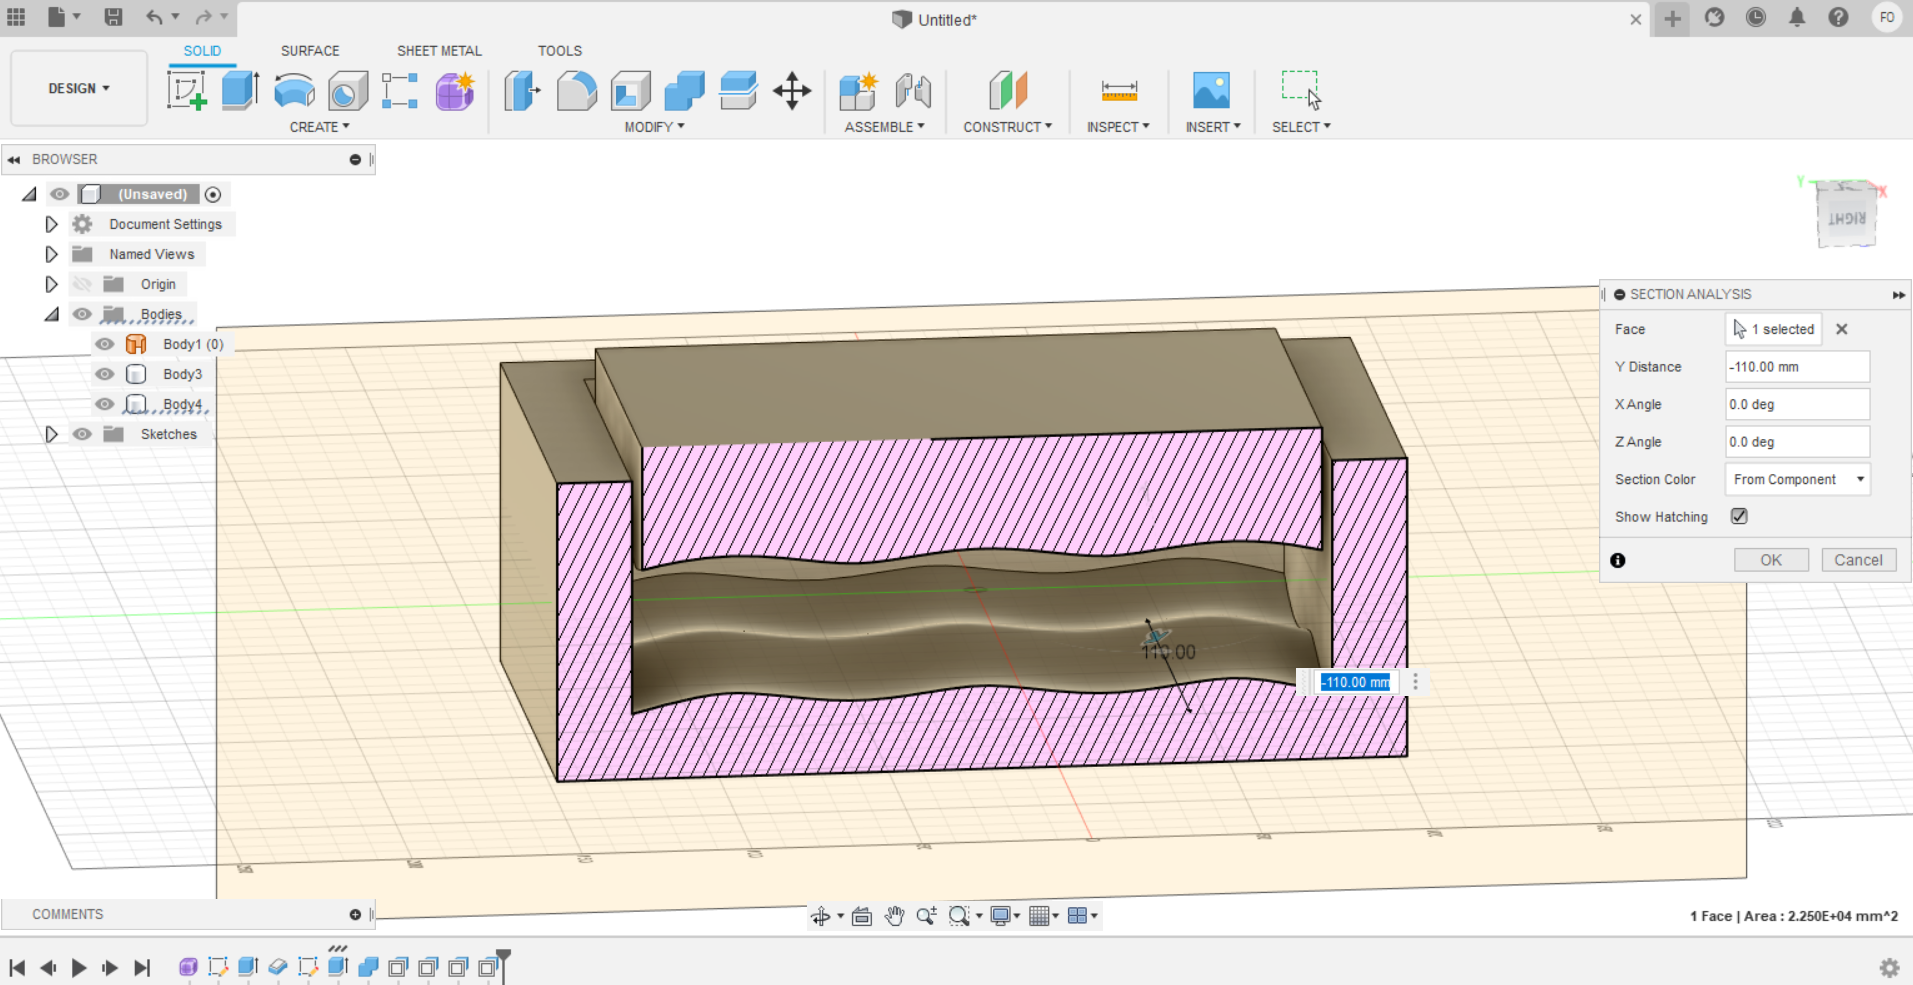 Untitled*
FO
SOLID
SURFACE
SHEET METAL
TOOLS
DESIGN
CREATE
MODIFY
ASSEMBLE
CONSTRUCT
INSPECT
INSERT
SELECT
BROWSER
(Unsaved)
Document Settings
Named Views
Origin
Bodies
Body1 (0)
Body3
Body4
Sketches
Y
X
RIGHT
SECTION ANALYSIS
Face
1 selected
Y Distance
-110.00 mm
X Angle
0.0 deg
Z Angle
0.0 deg
Section Color
From Component
Show Hatching
OK
Cancel
110.00
-110.00 mm
COMMENTS
1 Face | Area : 2.250E+04 mm^2